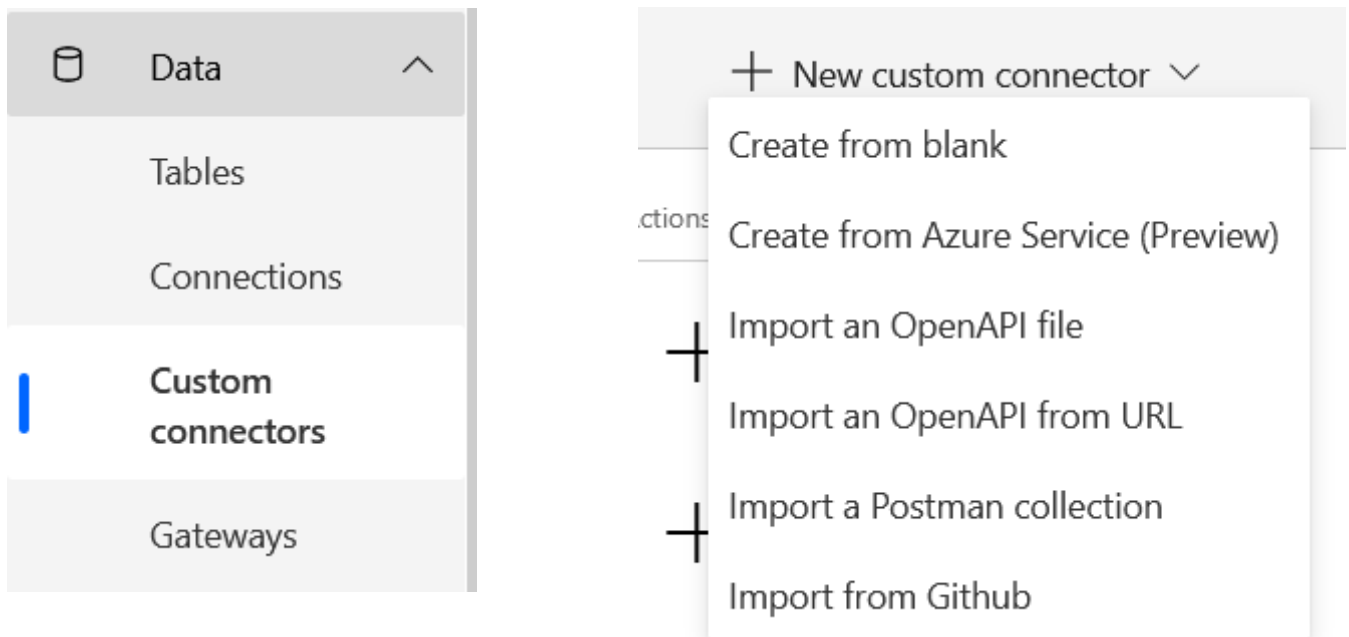 Data
Tables
Connections
Custom
connectors
Gateways
New custom connector
Create from blank
ctions
Create from Azure Service (Preview)
Import an OpenAPI file
Import an OpenAPI from URL
Import a Postman collection
Import from Github